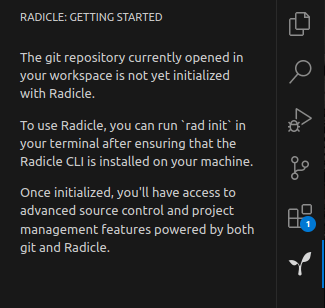 RADICLE: GETTING STARTED
The git repository currently opened in
your workspace is not yet initialized
with Radicle.
To use Radicle, you can run `rad init` in
your terminal after ensuring that the
Radicle CLI is installed on your machine.
Once initialized, you'll have access to
advanced source control and project
management features powered by both
git and Radicle.
1